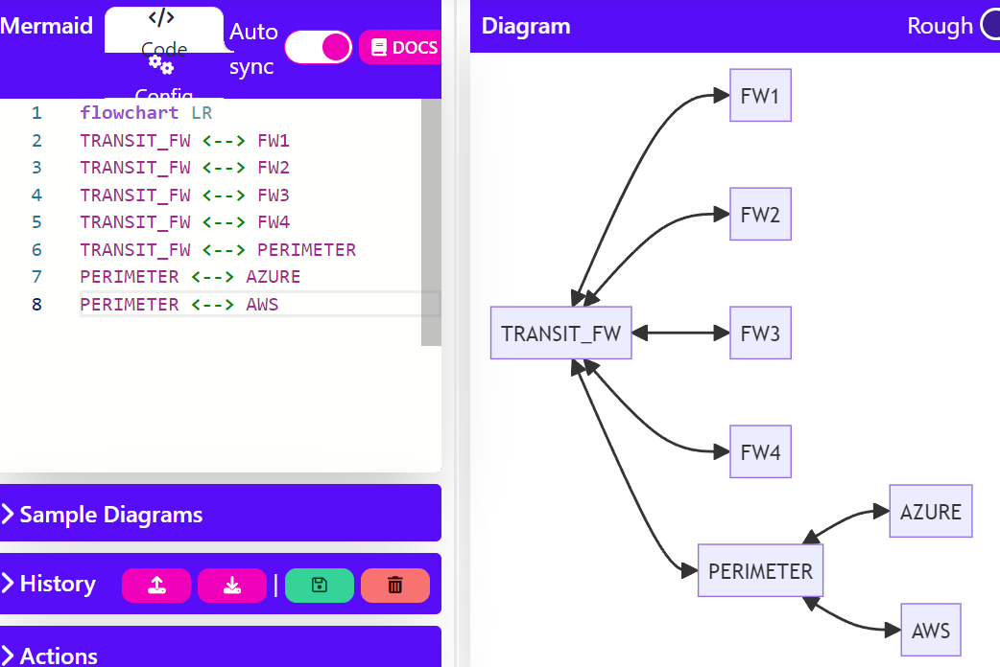 Mermaid
Code
Config
Auto sync
DOCS
1 flowchart LR
2 TRANSIT_FW <--> FW1
3 TRANSIT_FW <--> FW2
4 TRANSIT_FW <--> FW3
5 TRANSIT_FW <--> FW4
6 TRANSIT_FW <--> PERIMETER
7 PERIMETER <--> AZURE
8 PERIMETER <--> AWS
Sample Diagrams
History
Actions
Diagram
Rough
FW1
FW2
TRANSIT_FW
FW3
FW4
AZURE
PERIMETER
AWS